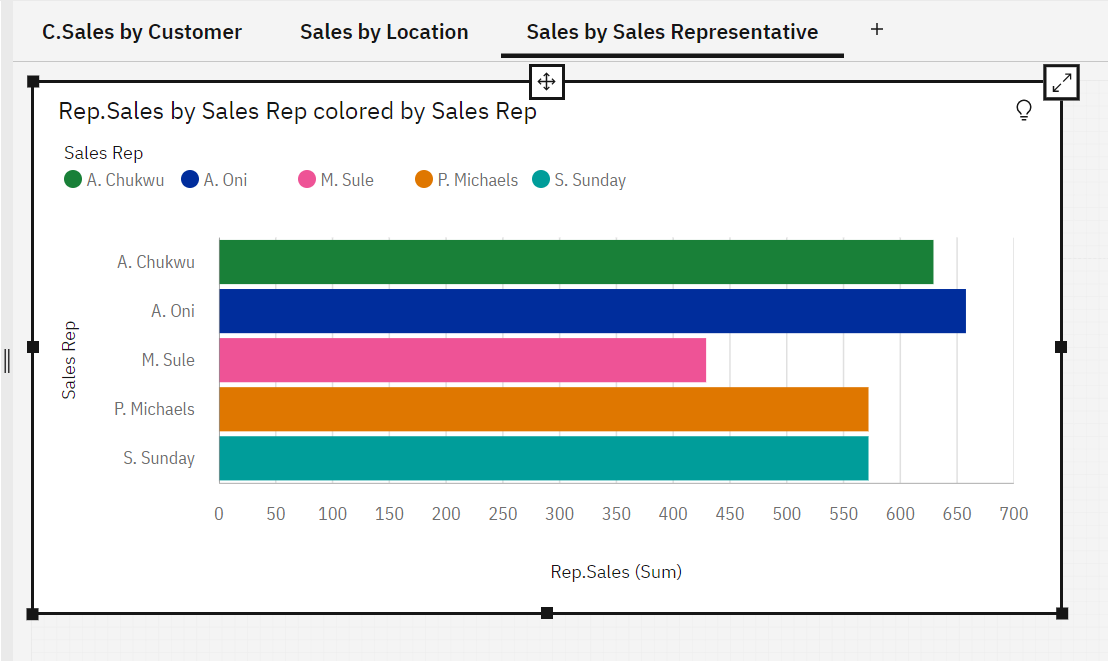 C.Sales by Customer Sales by Location Sales by Sales Representative +
Rep.Sales by Sales Rep colored by Sales Rep
Sales Rep
A. Chukwu A. Oni M. Sule P. Michaels S. Sunday
Sales Rep
A. Chukwu
A. Oni
M. Sule
P. Michaels
S. Sunday
0 50 100 150 200 250 300 350 400 450 500 550 600 650 700
Rep.Sales (Sum)